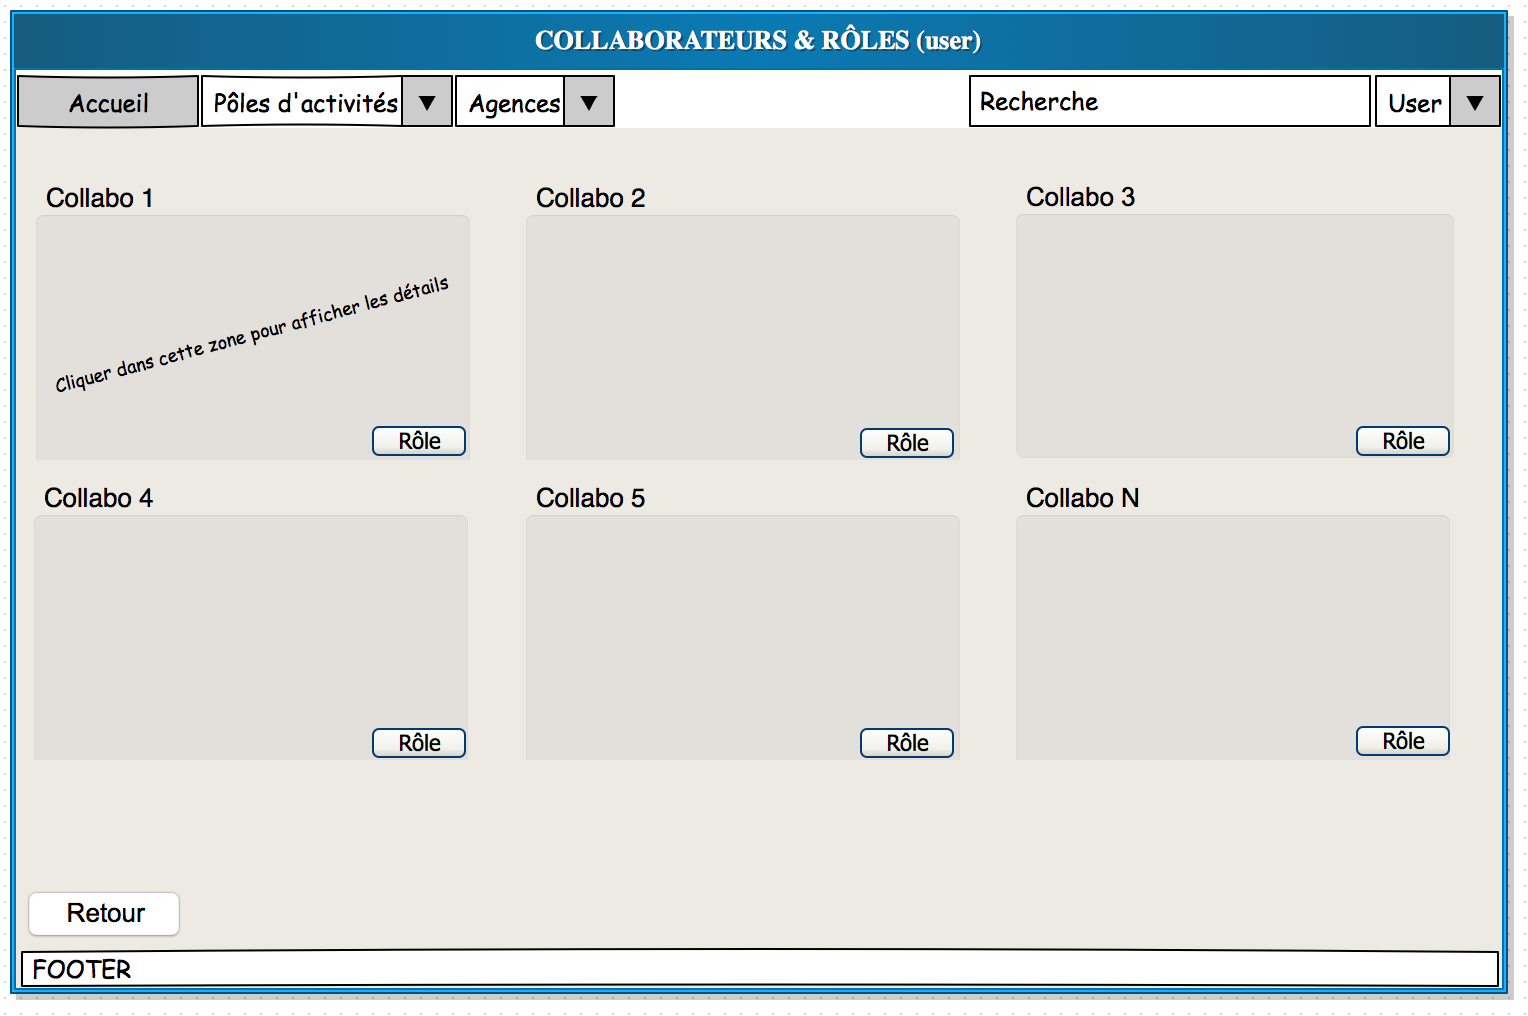 COLLABORATEURS & RÔLES (user)
Accueil
Pôles d'activités
Agences
Recherche
User
Collabo 1
Collabo 2
Collabo 3
Cliquer dans cette zone pour afficher les détails
Rôle
Rôle
Rôle
Collabo 4
Collabo 5
Collabo N
Rôle
Rôle
Rôle
Retour
FOOTER